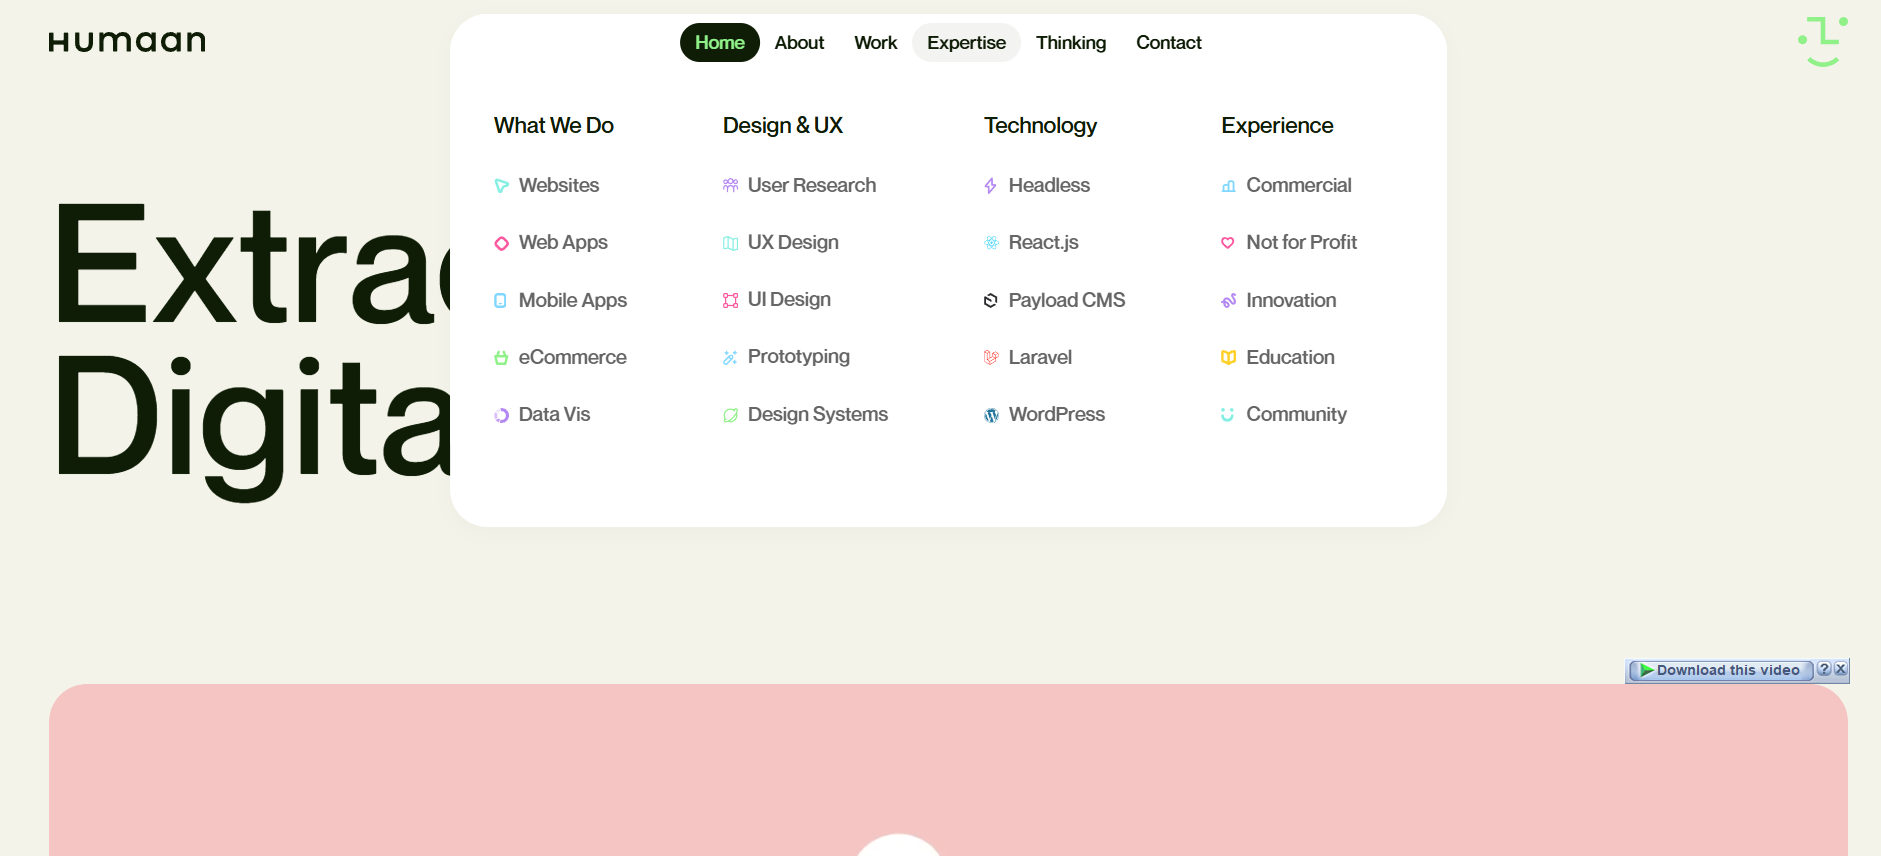 Humaan
Home About Work Expertise Thinking Contact
What We Do
Websites
Web Apps
Mobile Apps
eCommerce
Data Vis
Design & UX
User Research
UX Design
UI Design
Prototyping
Design Systems
Technology
Headless
React.js
Payload CMS
Laravel
WordPress
Experience
Commercial
Not for Profit
Innovation
Education
Community
Extra
Digita
Download this video ? X